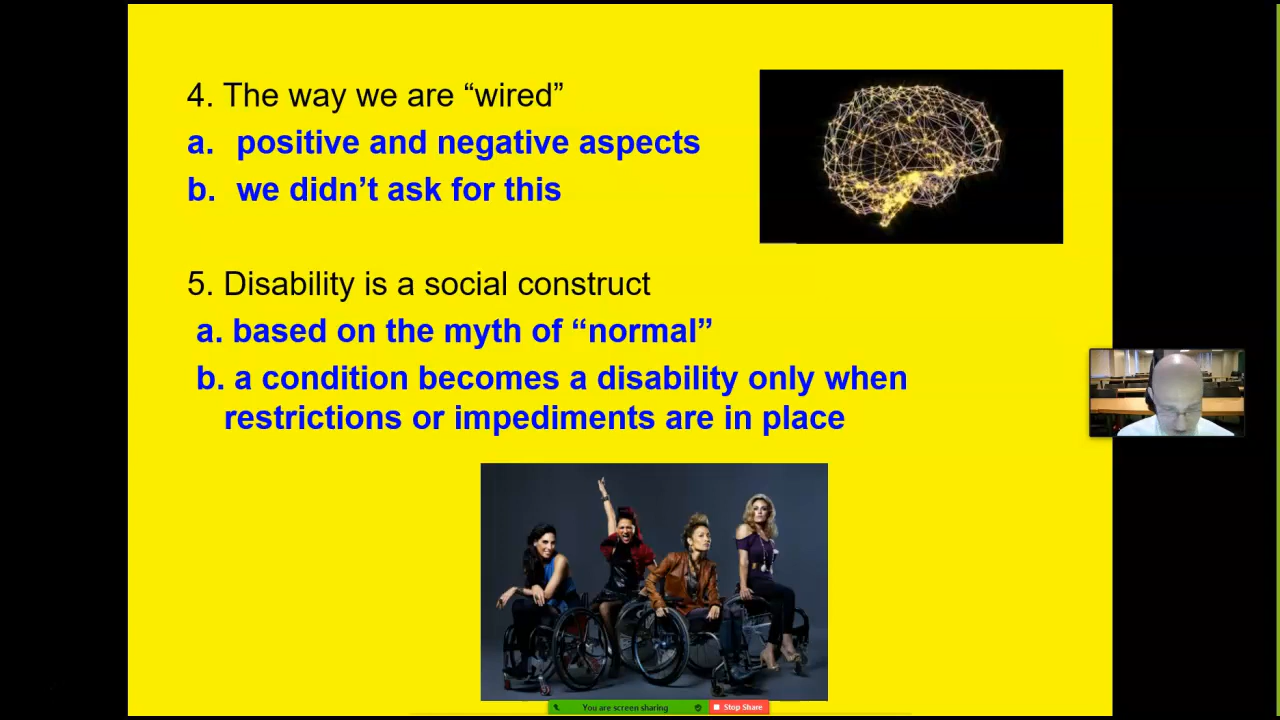 4. The way we are “wired”
a. positive and negative aspects
b. we didn’t ask for this
5. Disability is a social construct
a. based on the myth of “normal”
b. a condition becomes a disability only when
restrictions or impediments are in place
You are screen sharing
Stop Share